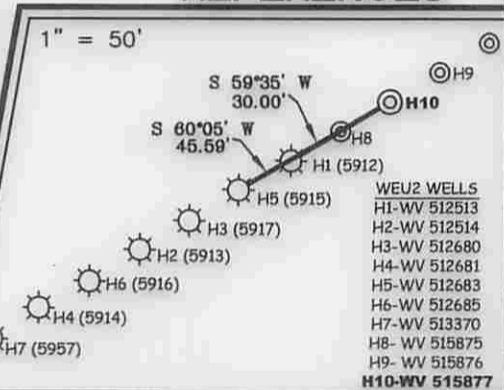 1" = 50'
H9
S 59°35' W
30.00'
H10
S 60°05' W
45.59'
H8
H1 (5912)
H5 (5915)
H3 (5917)
H2 (5913)
H6 (5916)
H4 (5914)
H7 (5957)
WEU2 WELLS
H1-WV 512513
H2-WV 512514
H3-WV 512680
H4-WV 512681
H5-WV 512683
H6-WV 512685
H7-WV 513370
H8- WV 515875
H9- WV 515876
H10-WV 515877